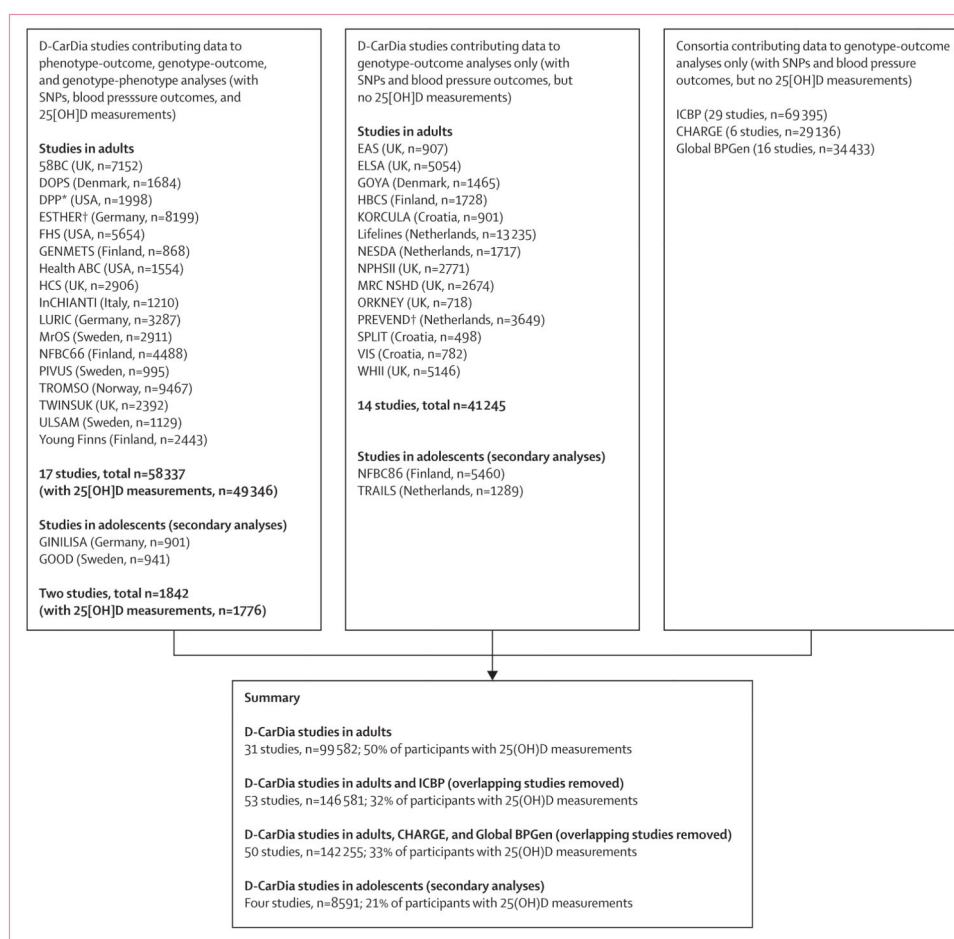 D-CarDia studies contributing data to
phenotype-outcome, genotype-outcome,
and genotype-phenotype analyses (with
SNPs, blood presssure outcomes, and
25[OH]D measurements)
Studies in adults
58BC (UK, n=7152)
DOPS (Denmark, n=1684)
DPP* (USA, n=1998)
ESTHER† (Germany, n=8199)
FHS (USA, n=5654)
GENMETS (Finland, n=868)
Health ABC (USA, n=1554)
HCS (UK, n=2906)
InCHIANTI (Italy, n=1210)
LURIC (Germany, n=3287)
MrOS (Sweden, n=2911)
NFBC66 (Finland, n=4488)
PIVUS (Sweden, n=995)
TROMSO (Norway, n=9467)
TWINSUK (UK, n=2392)
ULSAM (Sweden, n=1129)
Young Finns (Finland, n=2443)
17 studies, total n=58337
(with 25[OH]D measurements, n=49346)
Studies in adolescents (secondary analyses)
GINILISA (Germany, n=901)
GOOD (Sweden, n=941)
Two studies, total n=1842
(with 25[OH]D measurements, n=1776)
D-CarDia studies contributing data to
genotype-outcome analyses only (with
SNPs and blood pressure outcomes, but
no 25[OH]D measurements)
Studies in adults
EAS (UK, n=907)
ELSA (UK, n=5054)
GOYA (Denmark, n=1465)
HBCS (Finland, n=1728)
KORCULA (Croatia, n=901)
Lifelines (Netherlands, n=13235)
NESDA (Netherlands, n=1717)
NPHSII (UK, n=2771)
MRC NSHD (UK, n=2674)
ORKNEY (UK, n=718)
PREVEND† (Netherlands, n=3649)
SPLIT (Croatia, n=498)
VIS (Croatia, n=782)
WHII (UK, n=5146)
14 studies, total n=41245
Studies in adolescents (secondary analyses)
NFBC86 (Finland, n=5460)
TRAILS (Netherlands, n=1289)
Consortia contributing data to genotype-outcome
analyses only (with SNPs and blood pressure
outcomes, but no 25[OH]D measurements)
ICBP (29 studies, n=69395)
CHARGE (6 studies, n=29136)
Global BPGen (16 studies, n=34433)
Summary
D-CarDia studies in adults
31 studies, n=99582; 50% of participants with 25(OH)D measurements
D-CarDia studies in adults and ICBP (overlapping studies removed)
53 studies, n=146581; 32% of participants with 25(OH)D measurements
D-CarDia studies in adults, CHARGE, and Global BPGen (overlapping studies removed)
50 studies, n=142255; 33% of participants with 25(OH)D measurements
D-CarDia studies in adolescents (secondary analyses)
Four studies, n=8591; 21% of participants with 25(OH)D measurements